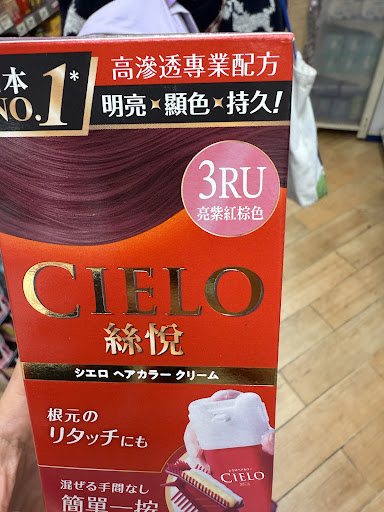 高滲透專業配方
本
NO.1*
明亮 顯色 持久!
3RU
亮紫紅棕色
CIELO
絲悅
シエロ ヘアカラー クリーム
根元の
リタッチにも
CIELO
混ぜる手間なし
簡單一按